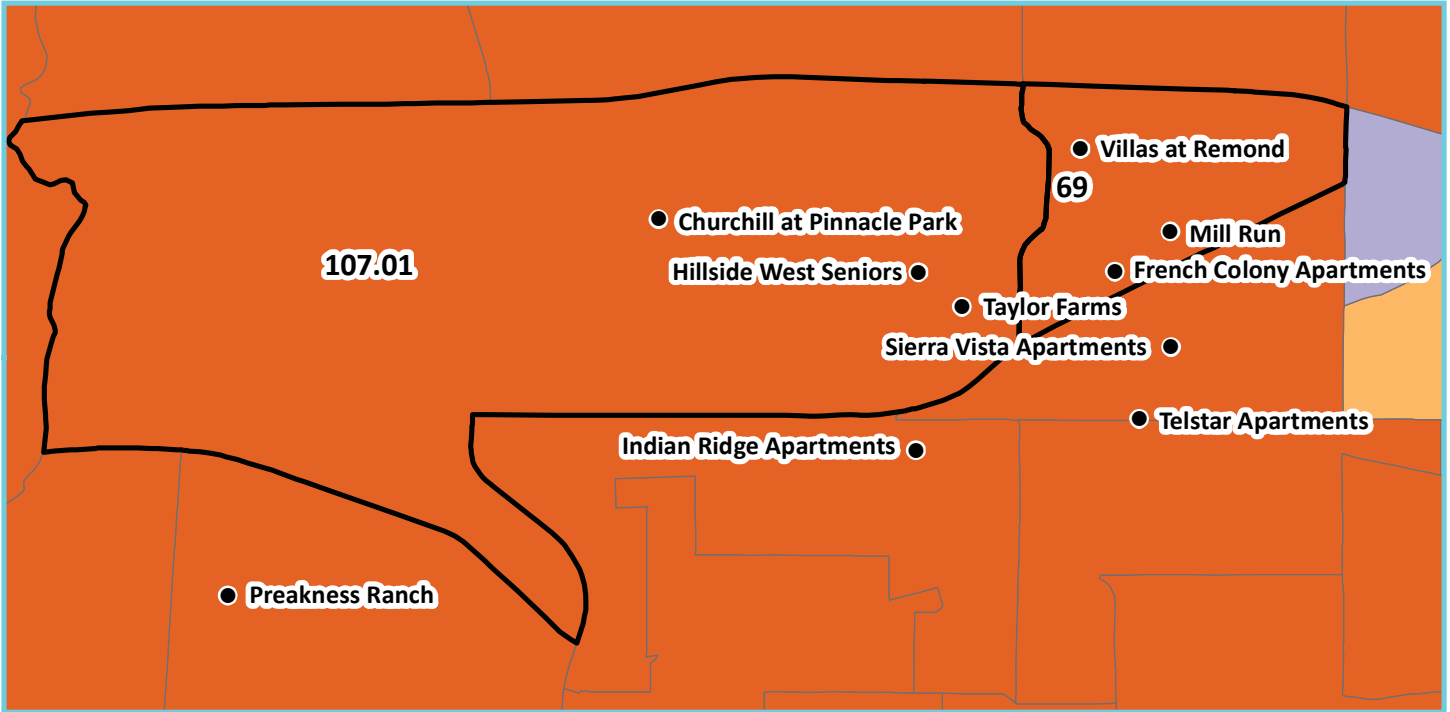 Villas at Remond
69
Churchill at Pinnacle Park
Mill Run
107.01
Hillside West Seniors
French Colony Apartments
Taylor Farms
Sierra Vista Apartments
Telstar Apartments
Indian Ridge Apartments
Preakness Ranch